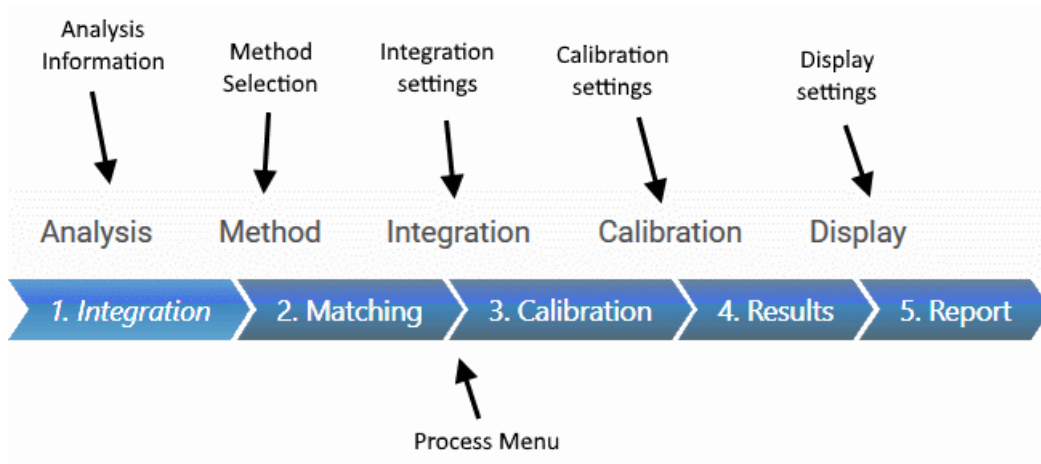 Analysis
Information
Method
Selection
Integration
settings
Calibration
settings
Display
settings
Analysis Method Integration Calibration Display
1. Integration 2. Matching 3. Calibration 4. Results 5. Report
Process Menu